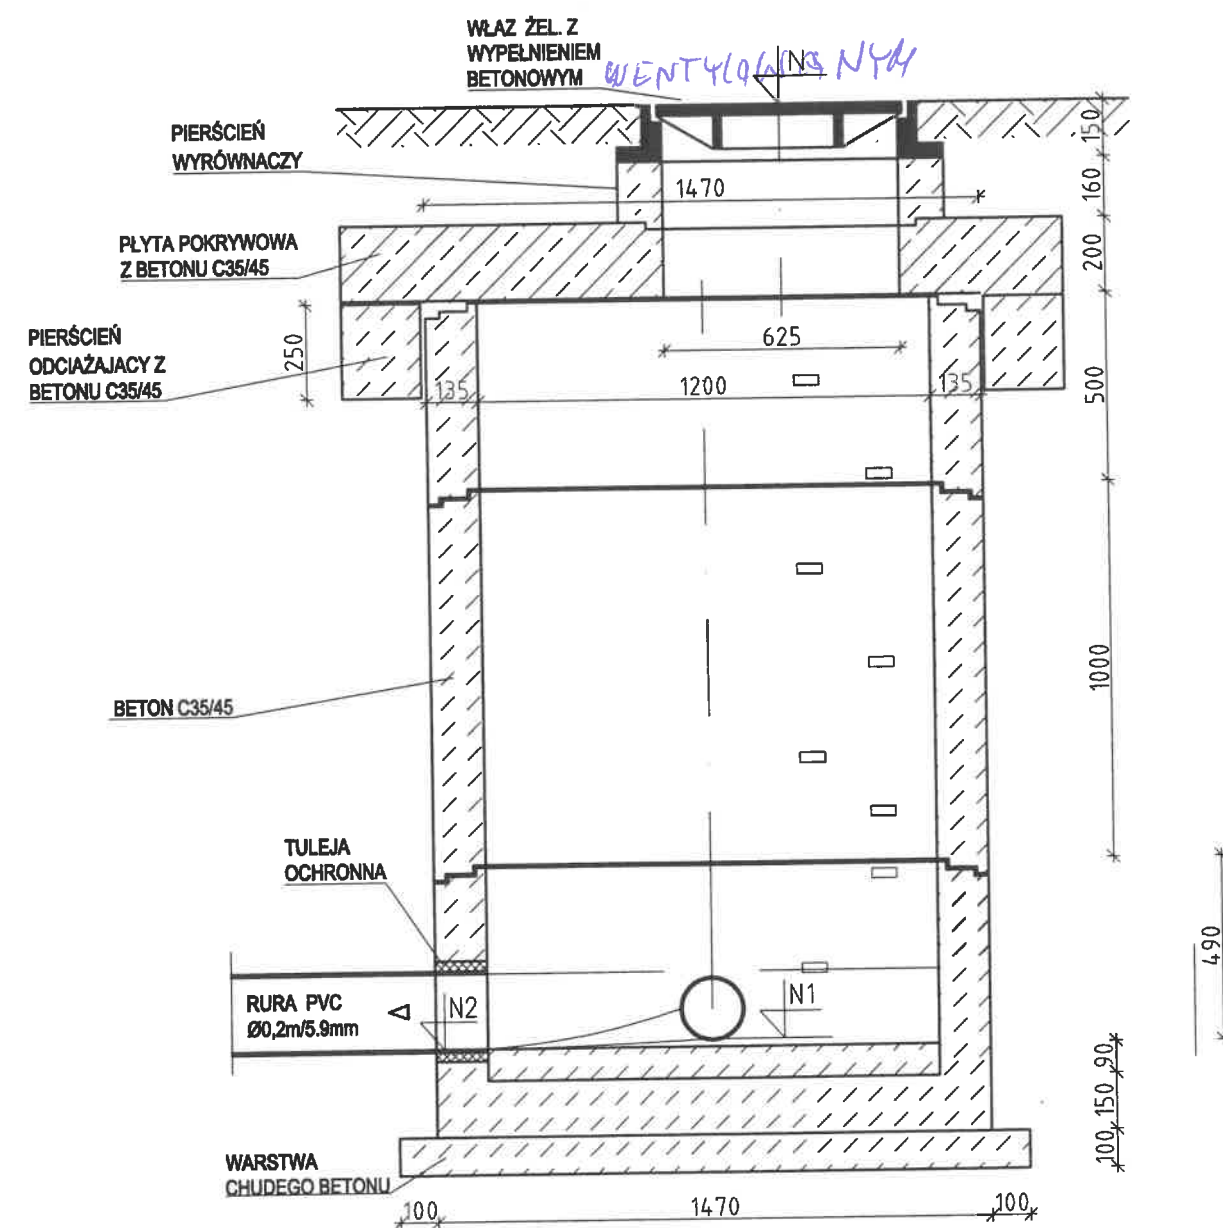 WŁAZ ŻEL. Z
WYPEŁNIENIEM
BETONOWYM
WENTYLOWANYM
N
PIERŚCIEŃ
WYRÓWNACZY
150
160
1470
PŁYTA POKRYWOWA
Z BETONU C35/45
200
PIERŚCIEŃ
ODCIAŻAJACY Z
BETONU C35/45
250
625
135
1200
135
500
BETON C35/45
1000
TULEJA
OCHRONNA
490
RURA PVC
Ø0,2m/5.9mm
N2
N1
90
150
100
WARSTWA
CHUDEGO BETONU
100
1470
100